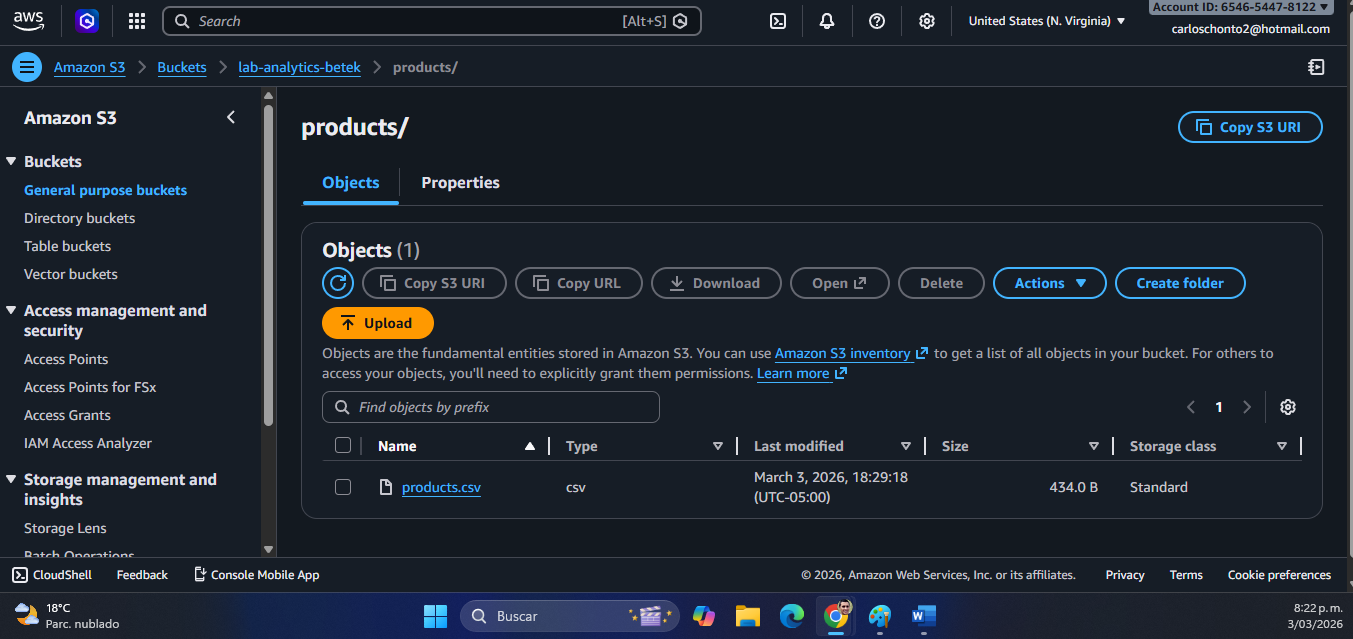 aws
Search [Alt+S]
United States (N. Virginia)
Account ID: 6546-5447-8122
carloschonto2@hotmail.com
Amazon S3 Buckets lab-analytics-betek products/
Amazon S3
Buckets
General purpose buckets
Directory buckets
Table buckets
Vector buckets
Access management and
security
Access Points
Access Points for FSx
Access Grants
IAM Access Analyzer
Storage management and
insights
Storage Lens
Batch Operations
products/
Copy S3 URI
Objects Properties
Objects (1)
Copy S3 URI Copy URL Download Open Delete Actions Create folder
Upload
Objects are the fundamental entities stored in Amazon S3. You can use Amazon S3 inventory to get a list of all objects in your bucket. For others to
access your objects, you'll need to explicitly grant them permissions. Learn more
Find objects by prefix
1
Name Type Last modified Size Storage class
products.csv csv March 3, 2026, 18:29:18 434.0 B Standard
(UTC-05:00)
CloudShell Feedback Console Mobile App © 2026, Amazon Web Services, Inc. or its affiliates. Privacy Terms Cookie preferences
18°C
Parc. nublado
Buscar
8:22 p. m.
3/03/2026